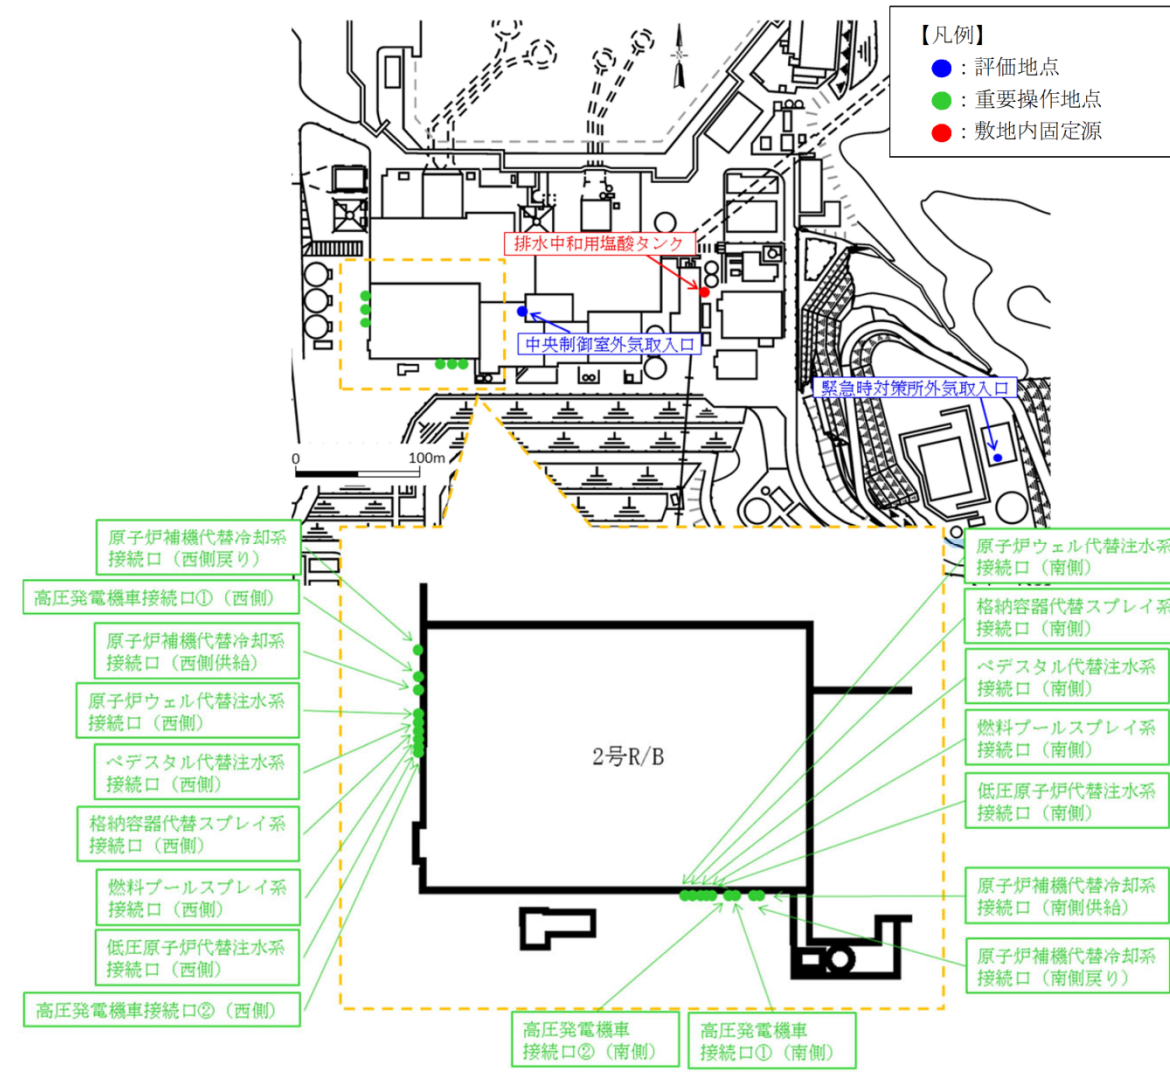 【凡例】
●：評価地点
●：重要操作地点
●：敷地内固定源
排水中和用塩酸タンク
中央制御室外気取入口
緊急時対策所外気取入口
0 100m
原子炉補機代替冷却系
接続口（西側戻り）
高圧発電機車接続口①（西側）
原子炉補機代替冷却系
接続口（西側供給）
原子炉ウェル代替注水系
接続口（西側）
ペデスタル代替注水系
接続口（西側）
格納容器代替スプレイ系
接続口（西側）
燃料プールスプレイ系
接続口（西側）
低圧原子炉代替注水系
接続口（西側）
高圧発電機車接続口②（西側）
2号R/B
原子炉ウェル代替注水系
接続口（南側）
格納容器代替スプレイ系
接続口（南側）
ペデスタル代替注水系
接続口（南側）
燃料プールスプレイ系
接続口（南側）
低圧原子炉代替注水系
接続口（南側）
原子炉補機代替冷却系
接続口（南側供給）
原子炉補機代替冷却系
接続口（南側戻り）
高圧発電機車
接続口②（南側）
高圧発電機車
接続口①（南側）